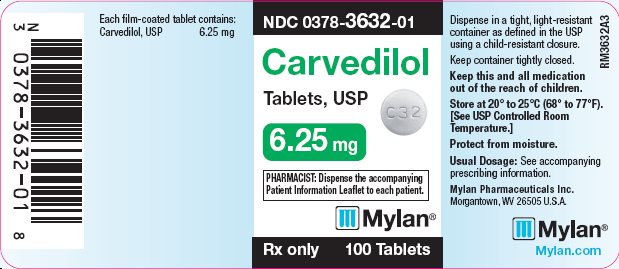 N
3 0378-3632-01 8
Each film-coated tablet contains:
Carvedilol, USP 6.25 mg
NDC 0378-3632-01
Carvedilol
Tablets, USP
C32
6.25 mg
PHARMACIST: Dispense the accompanying
Patient Information Leaflet to each patient.
Mylan®
Rx only 100 Tablets
Dispense in a tight, light-resistant
container as defined in the USP
using a child-resistant closure.
Keep container tightly closed.
Keep this and all medication
out of the reach of children.
Store at 20° to 25°C (68° to 77°F).
[See USP Controlled Room
Temperature.]
Protect from moisture.
Usual Dosage: See accompanying
prescribing information.
Mylan Pharmaceuticals Inc.
Morgantown, WV 26505 U.S.A.
Mylan®
Mylan.com
RM3632A3